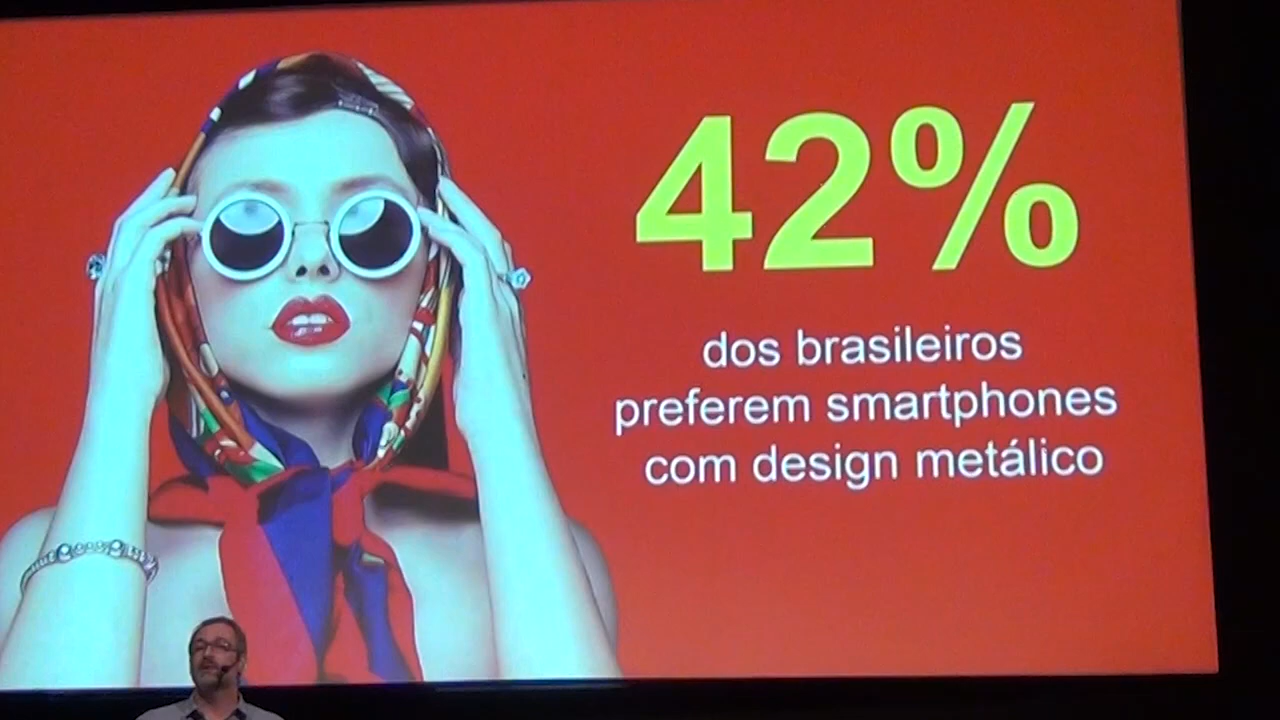 42%
dos brasileiros
preferem smartphones
com design metálico